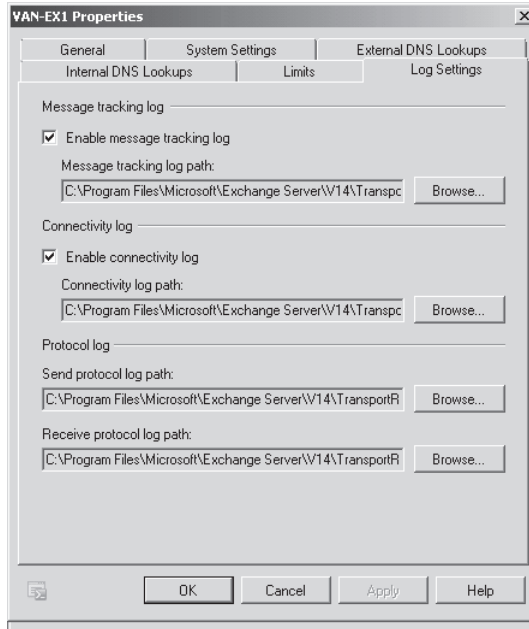 VAN-EX1 Properties
General System Settings External DNS Lookups
Internal DNS Lookups Limits Log Settings
Message tracking log
Enable message tracking log
Message tracking log path:
C:\Program Files\Microsoft\Exchange Server\V14\Transpc Browse...
Connectivity log
Enable connectivity log
Connectivity log path:
C:\Program Files\Microsoft\Exchange Server\V14\Transpc Browse...
Protocol log
Send protocol log path:
C:\Program Files\Microsoft\Exchange Server\V14\TransportR Browse...
Receive protocol log path:
C:\Program Files\Microsoft\Exchange Server\V14\TransportR Browse...
OK Cancel Apply Help